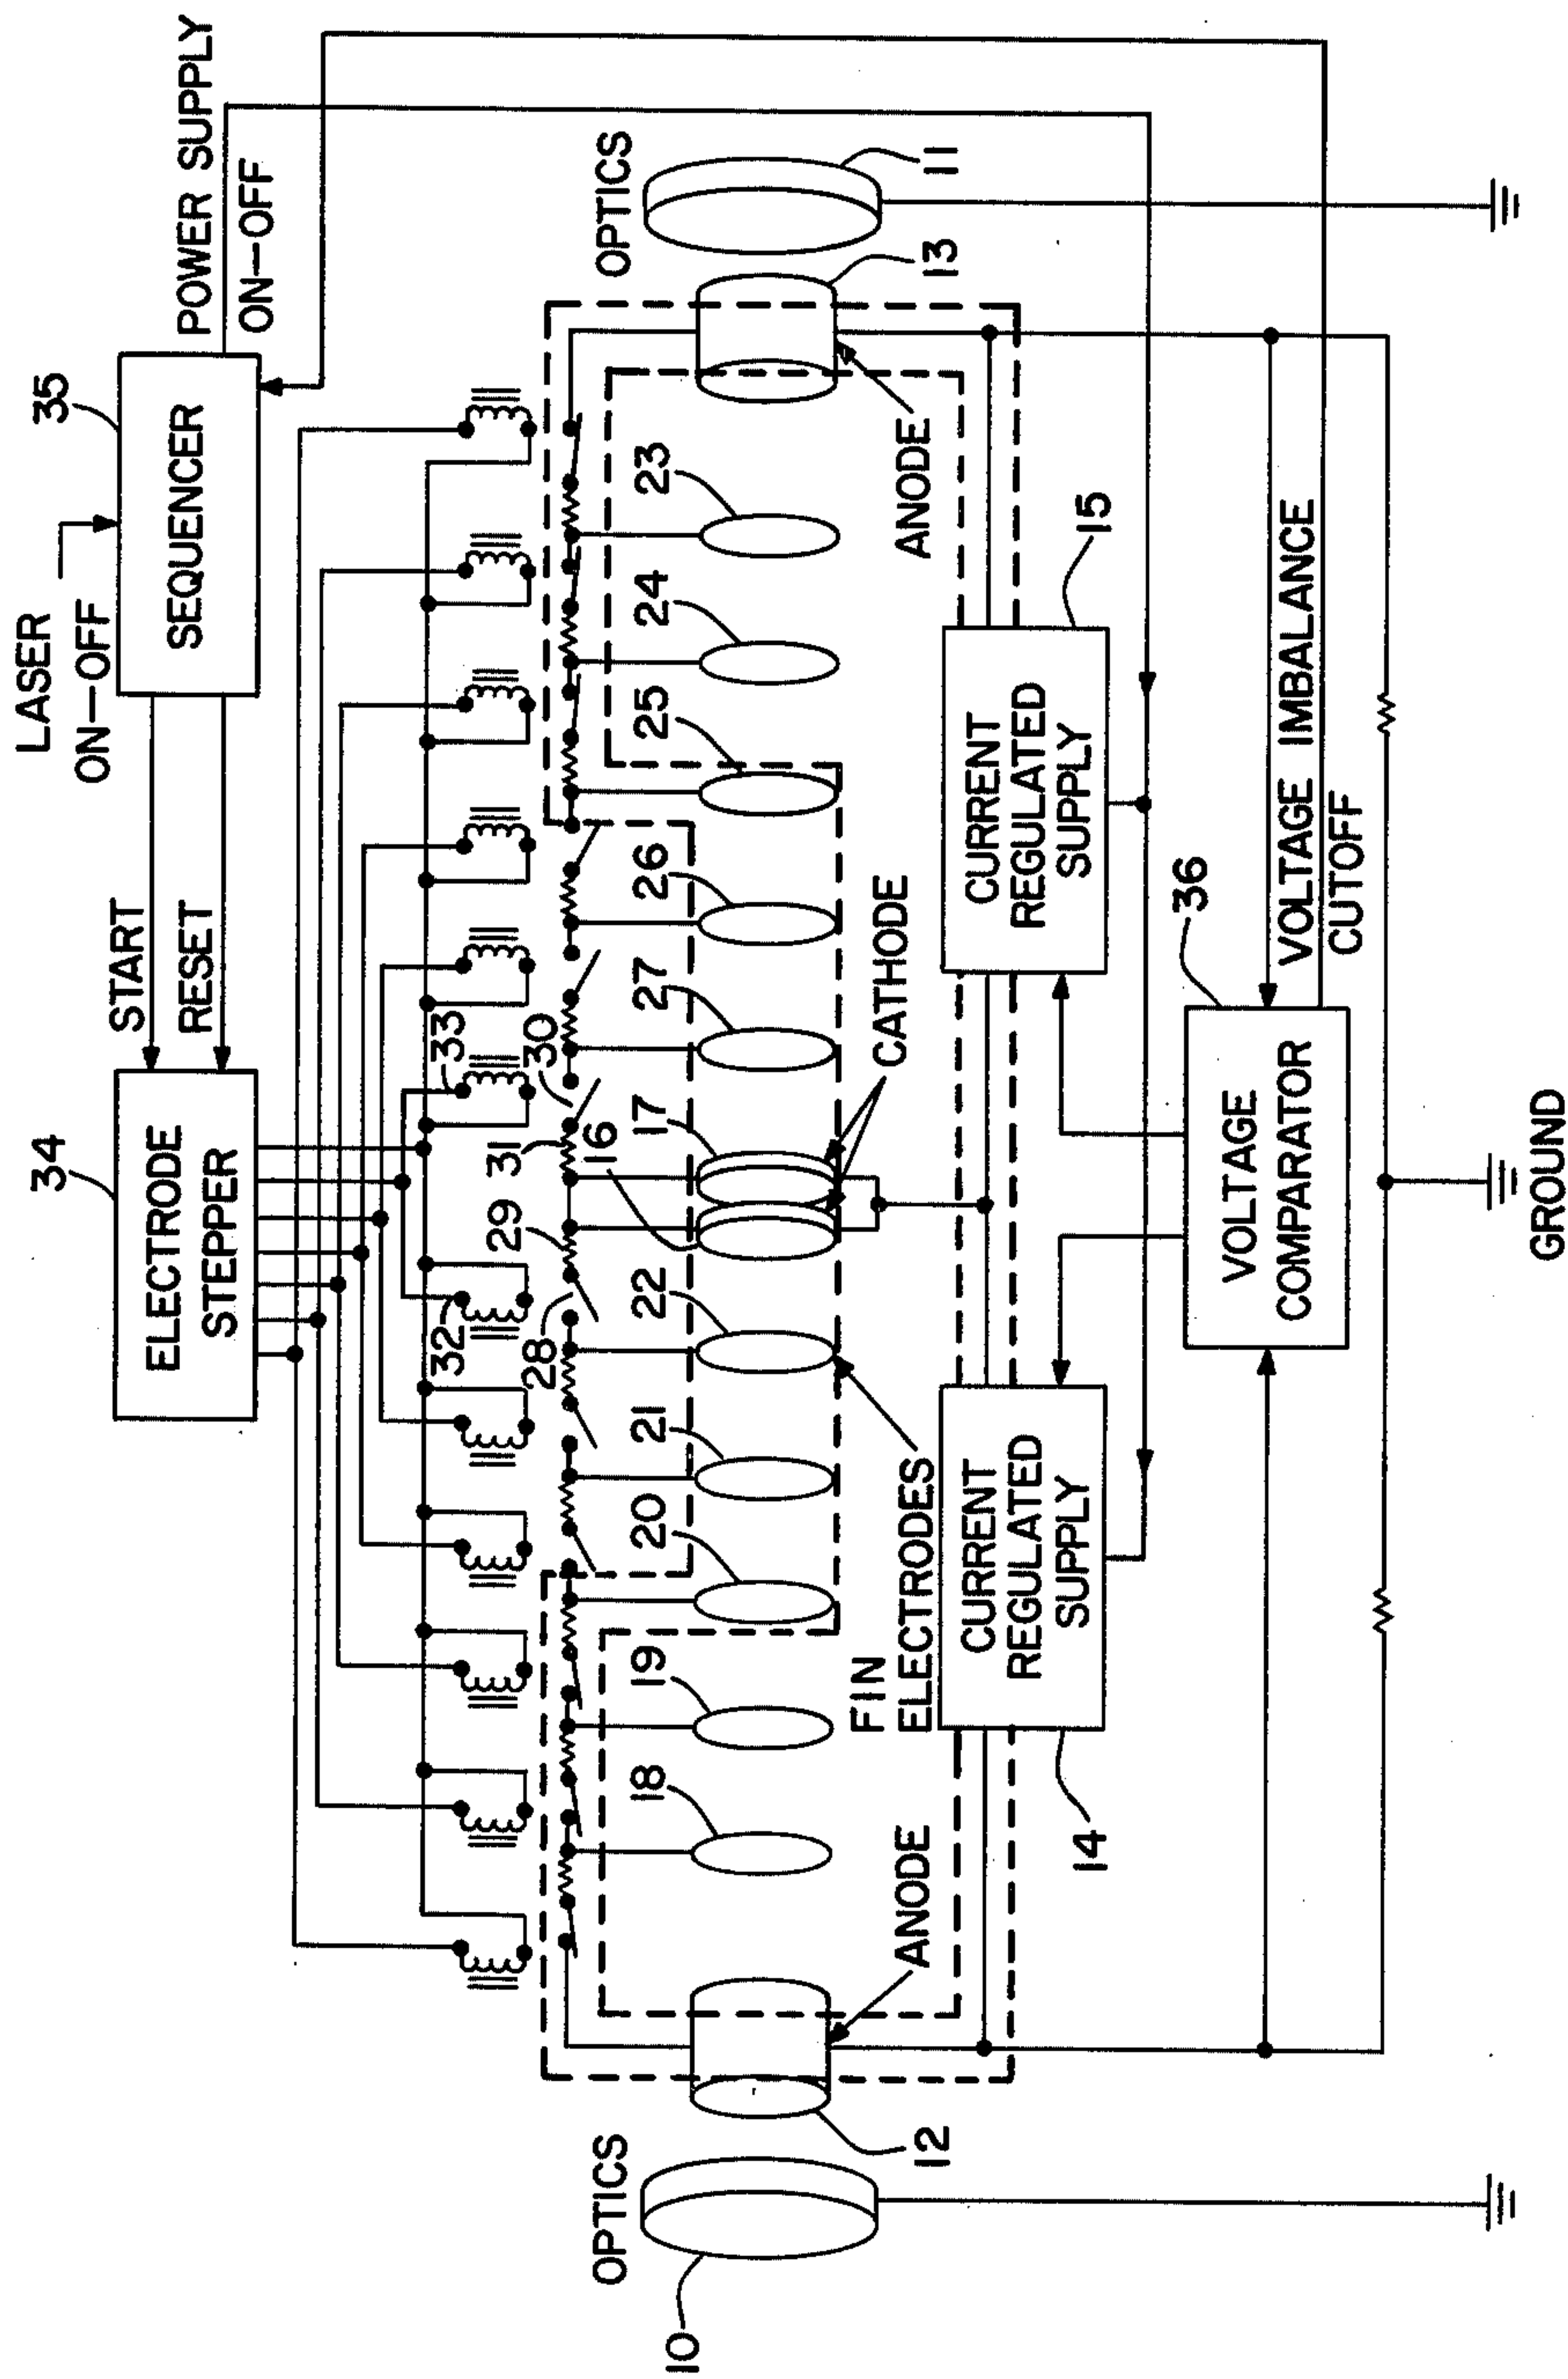 LASER
ON—OFF
35
SEQUENCER
POWER SUPPLY
ON—OFF
34
START
RESET
ELECTRODE
STEPPER
33
32
30
31
29
28
16
17
OPTICS
10
12
18
19
20
21
22
27
26
25
24
23
13
OPTICS
11
ANODE
FIN
ELECTRODES
CATHODE
ANODE
14
CURRENT
REGULATED
SUPPLY
CURRENT
REGULATED
SUPPLY
15
36
VOLTAGE
COMPARATOR
VOLTAGE IMBALANCE
CUTOFF
GROUND